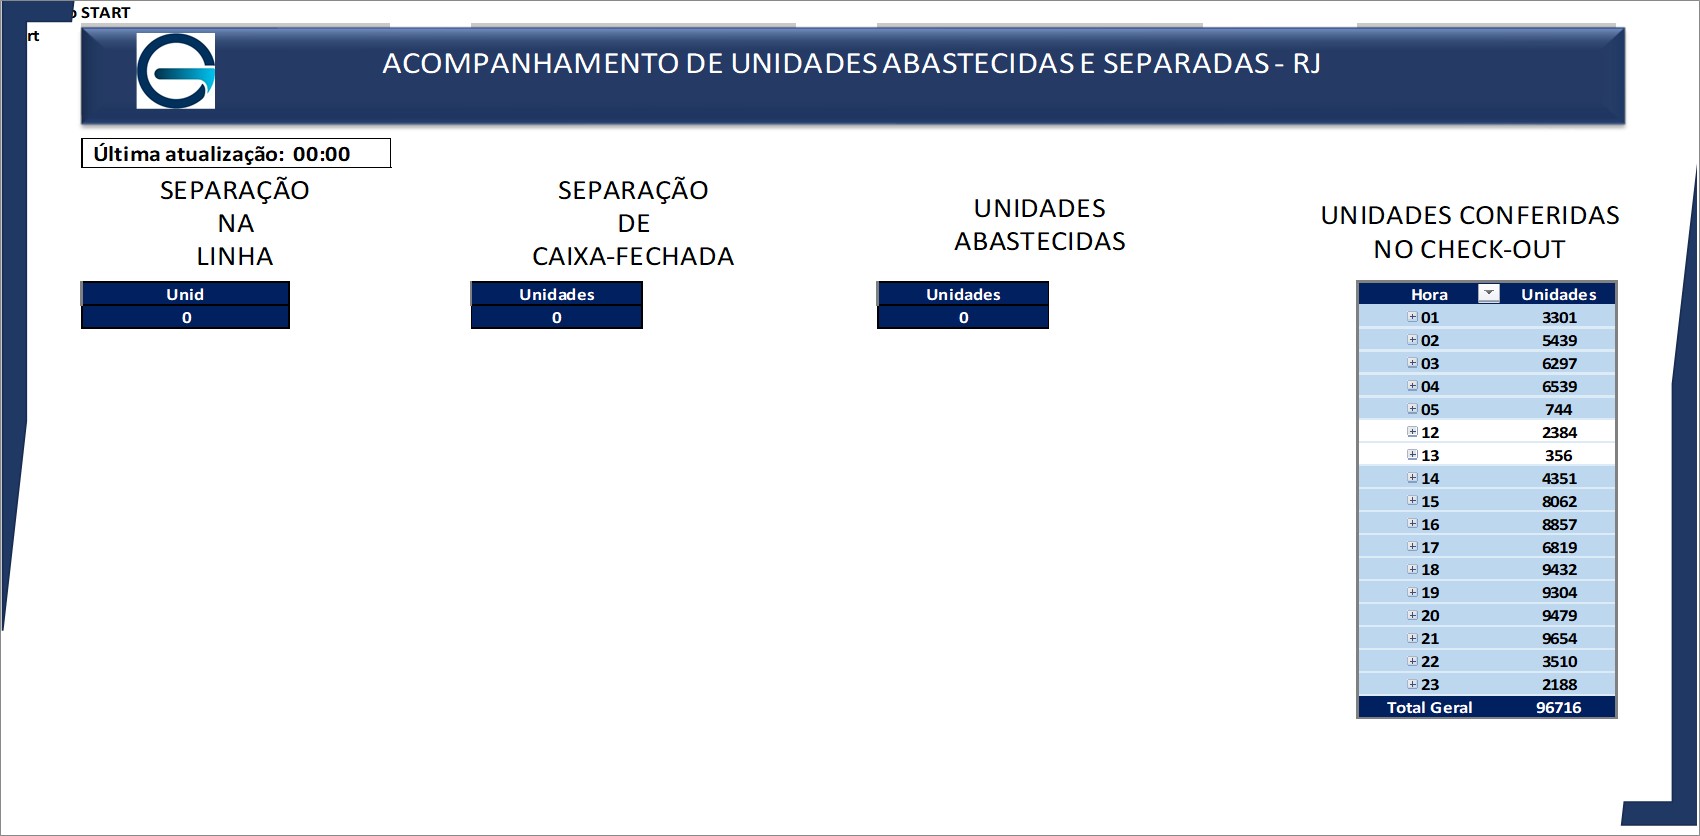 START
rt
ACOMPANHAMENTO DE UNIDADES ABASTECIDAS E SEPARADAS - RJ
Última atualização: 00:00
SEPARAÇÃO
NA
LINHA
Unid
0
SEPARAÇÃO
DE
CAIXA-FECHADA
Unidades
0
UNIDADES
ABASTECIDAS
Unidades
0
UNIDADES CONFERIDAS
NO CHECK-OUT
Hora Unidades
01 3301
02 5439
03 6297
04 6539
05 744
12 2384
13 356
14 4351
15 8062
16 8857
17 6819
18 9432
19 9304
20 9479
21 9654
22 3510
23 2188
Total Geral 96716